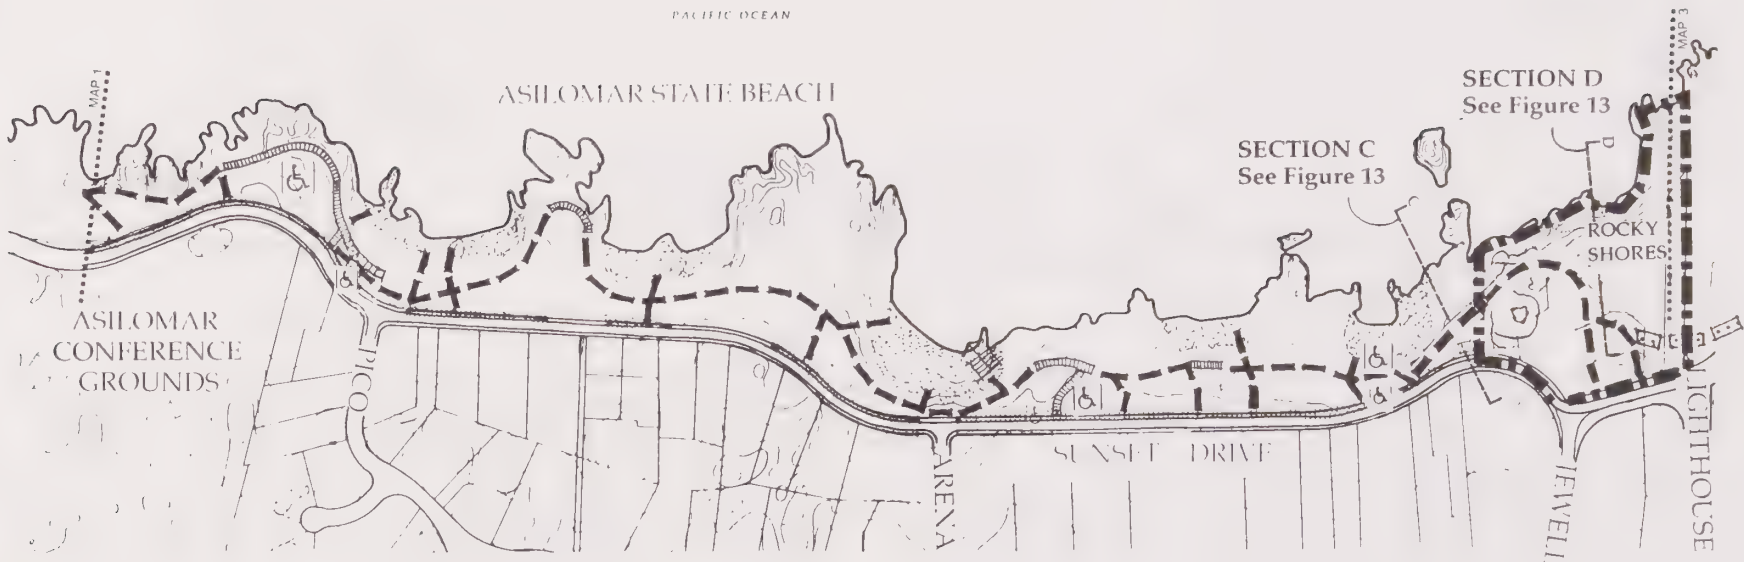 PACIFIC OCEAN
MAP 1
ASILOMAR STATE BEACH
MAP 3
SECTION D
See Figure 13
D
SECTION C
See Figure 13
C
ROCKY
SHORES
ASILOMAR
CONFERENCE
GROUNDS
PICO
SUNSET DRIVE
ARENA
JEWELL
LIGHTHOUSE